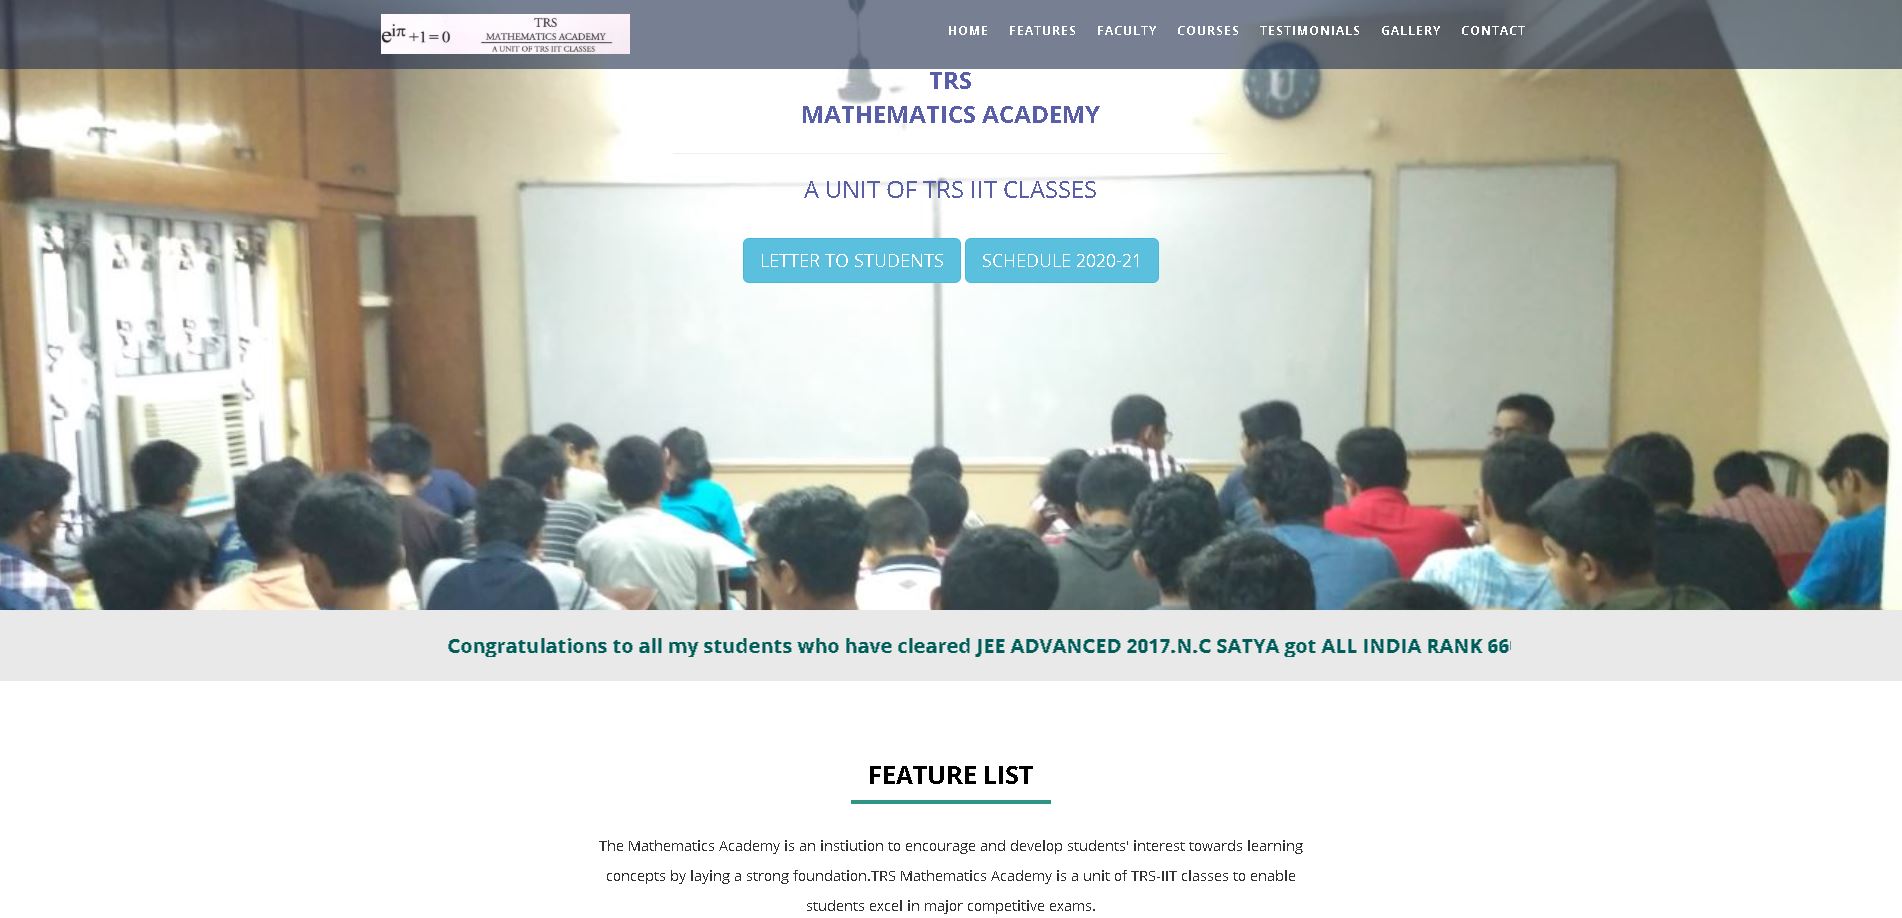 e^iπ +1=0
TRS
MATHEMATICS ACADEMY
A UNIT OF TRS IIT CLASSES
HOME FEATURES FACULTY COURSES TESTIMONIALS GALLERY CONTACT
U
TRS
MATHEMATICS ACADEMY
A UNIT OF TRS IIT CLASSES
LETTER TO STUDENTS SCHEDULE 2020-21
Congratulations to all my students who have cleared JEE ADVANCED 2017.N.C SATYA got ALL INDIA RANK 66
FEATURE LIST
The Mathematics Academy is an instiution to encourage and develop students' interest towards learning
concepts by laying a strong foundation.TRS Mathematics Academy is a unit of TRS-IIT classes to enable
students excel in major competitive exams.